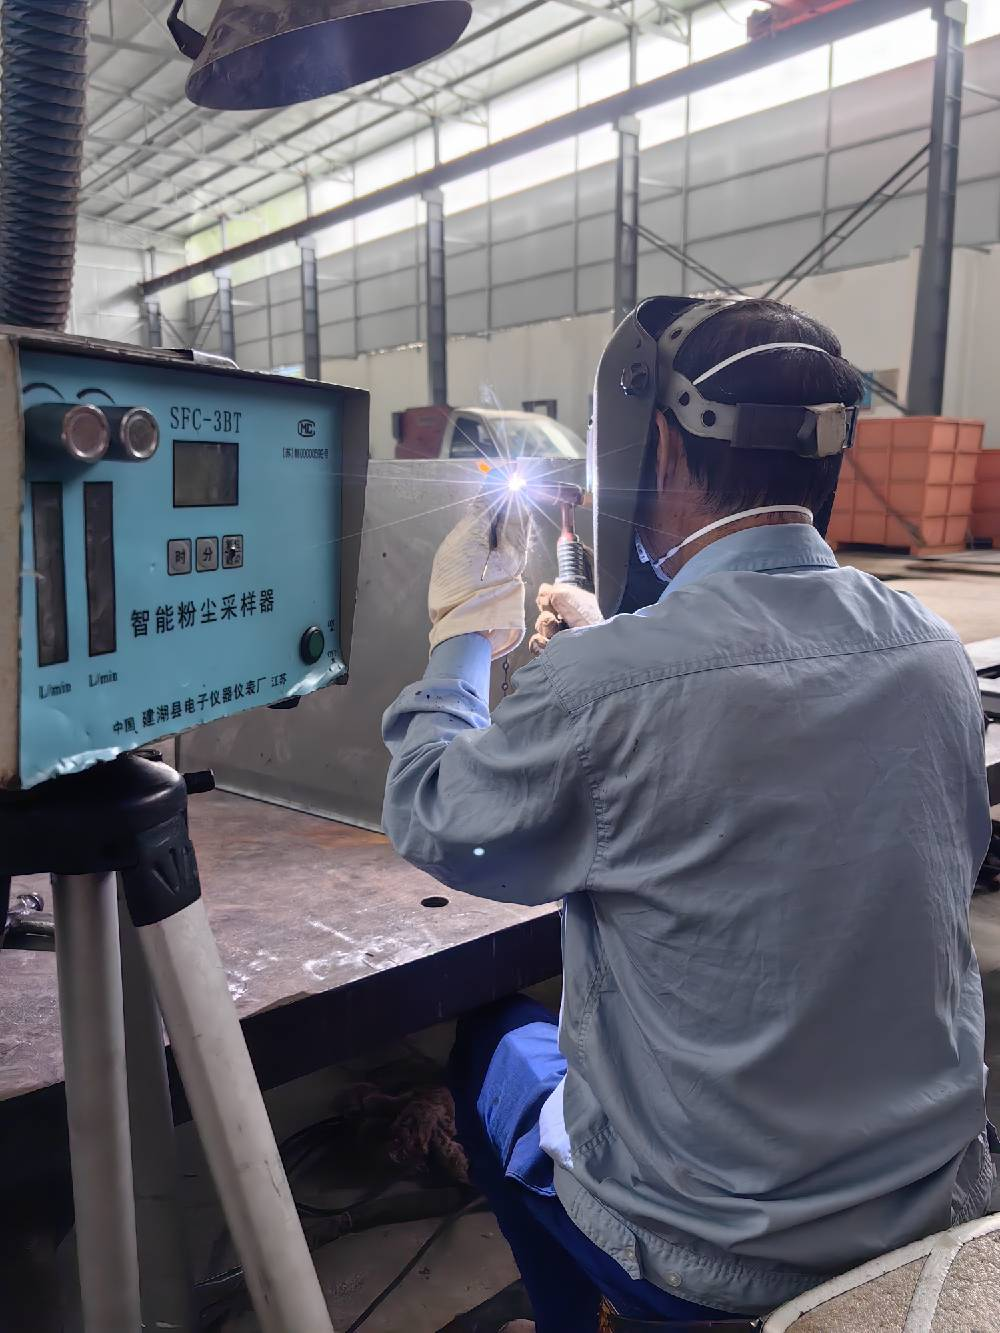 SFC-3BT
MC
时 分
智能粉尘采样器
L/min L/min
中国 建湖县电子仪器仪表厂 江苏